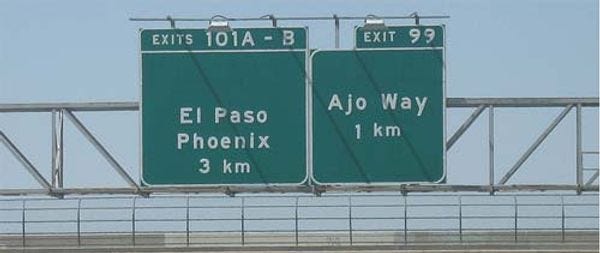 EXITS 101A - B
El Paso
Phoenix
3 km
EXIT 99
Ajo Way
1 km